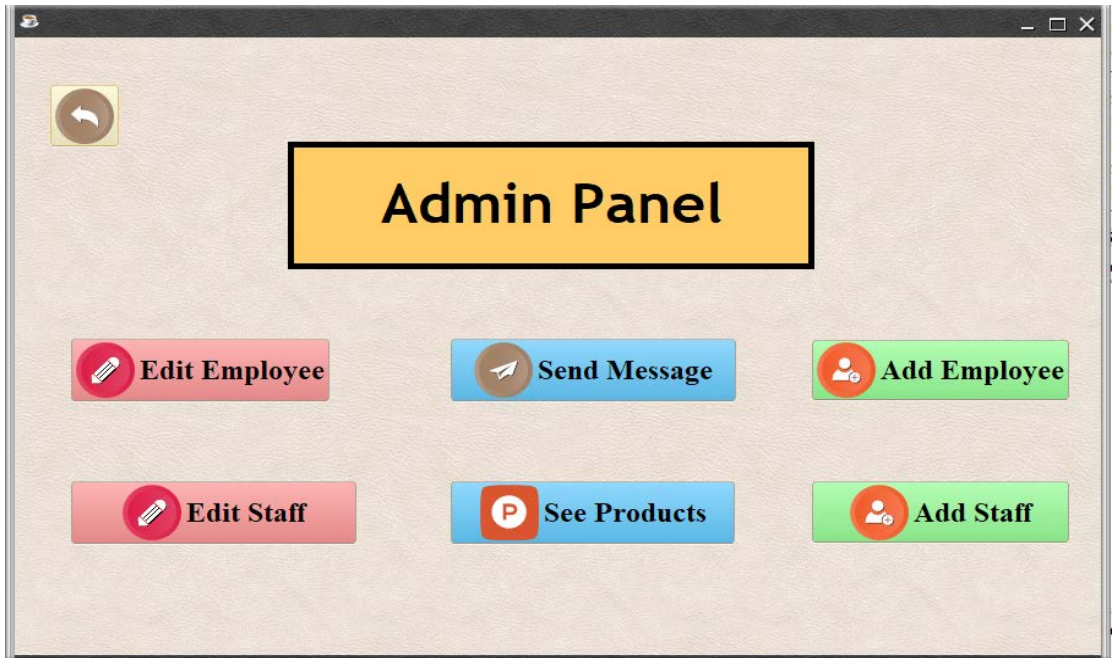 Admin Panel
Edit Employee
Send Message
Add Employee
Edit Staff
P
See Products
Add Staff